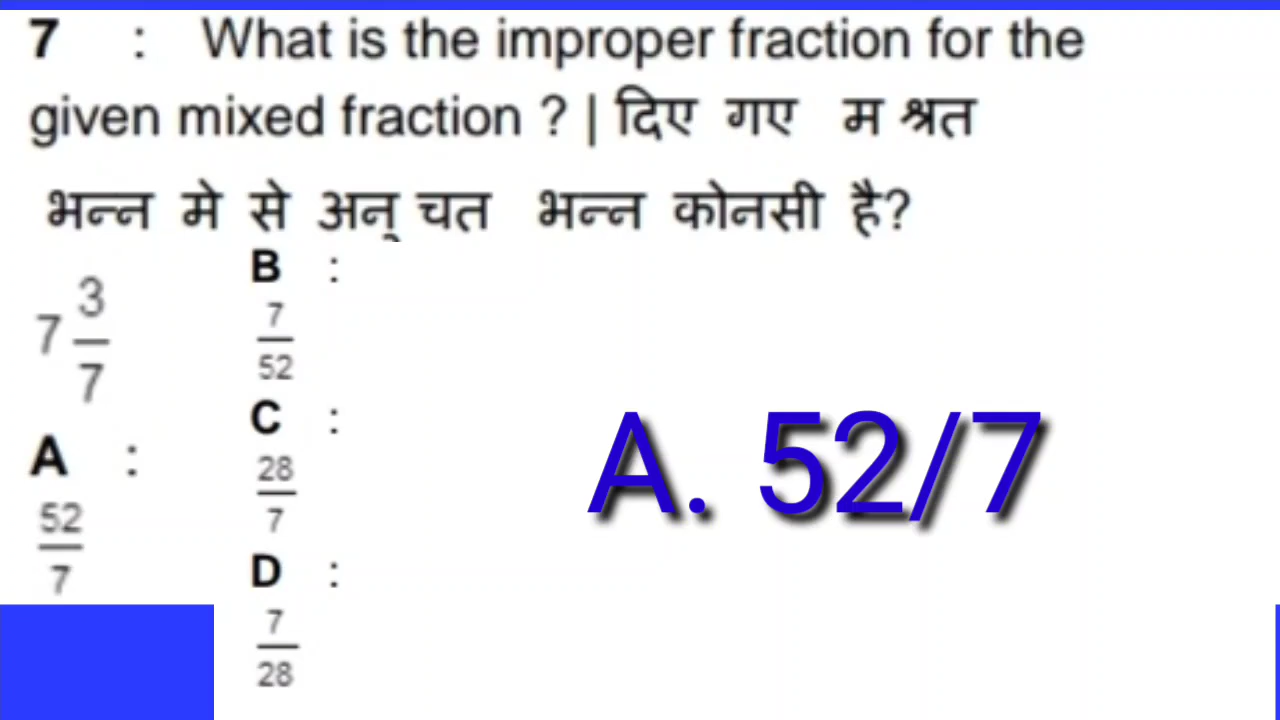 7 : What is the improper fraction for the
given mixed fraction ? | दिए गए म श्रत
भन्न मे से अनु चत भन्न कोनसी है?
7 3/7
A :
52/7
B :
7/52
C :
28/7
D :
7/28
A. 52/7